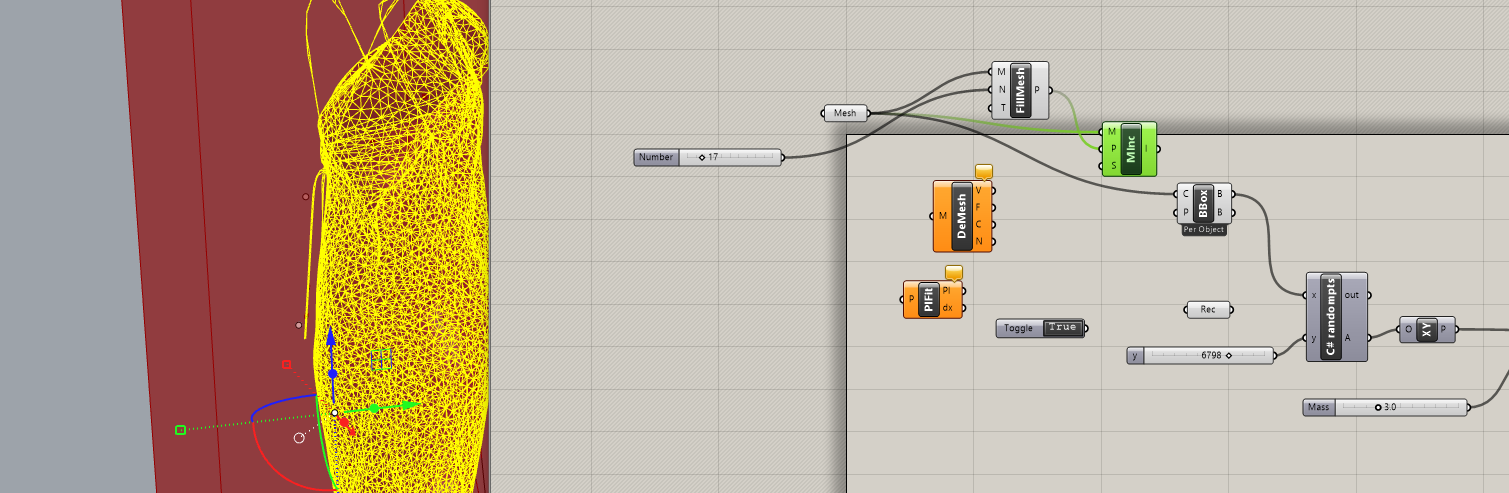 M
N
T
FillMesh
P
Mesh
M
P
S
MInc
I
Number
17
M
DeMesh
V
F
C
N
C
P
BBox
B
B
Per Object
P
PlFit
Pl
dx
Rec
x
y
C# randompts
out
A
O
XY
P
Toggle
True
y
6798
Mass
3.0